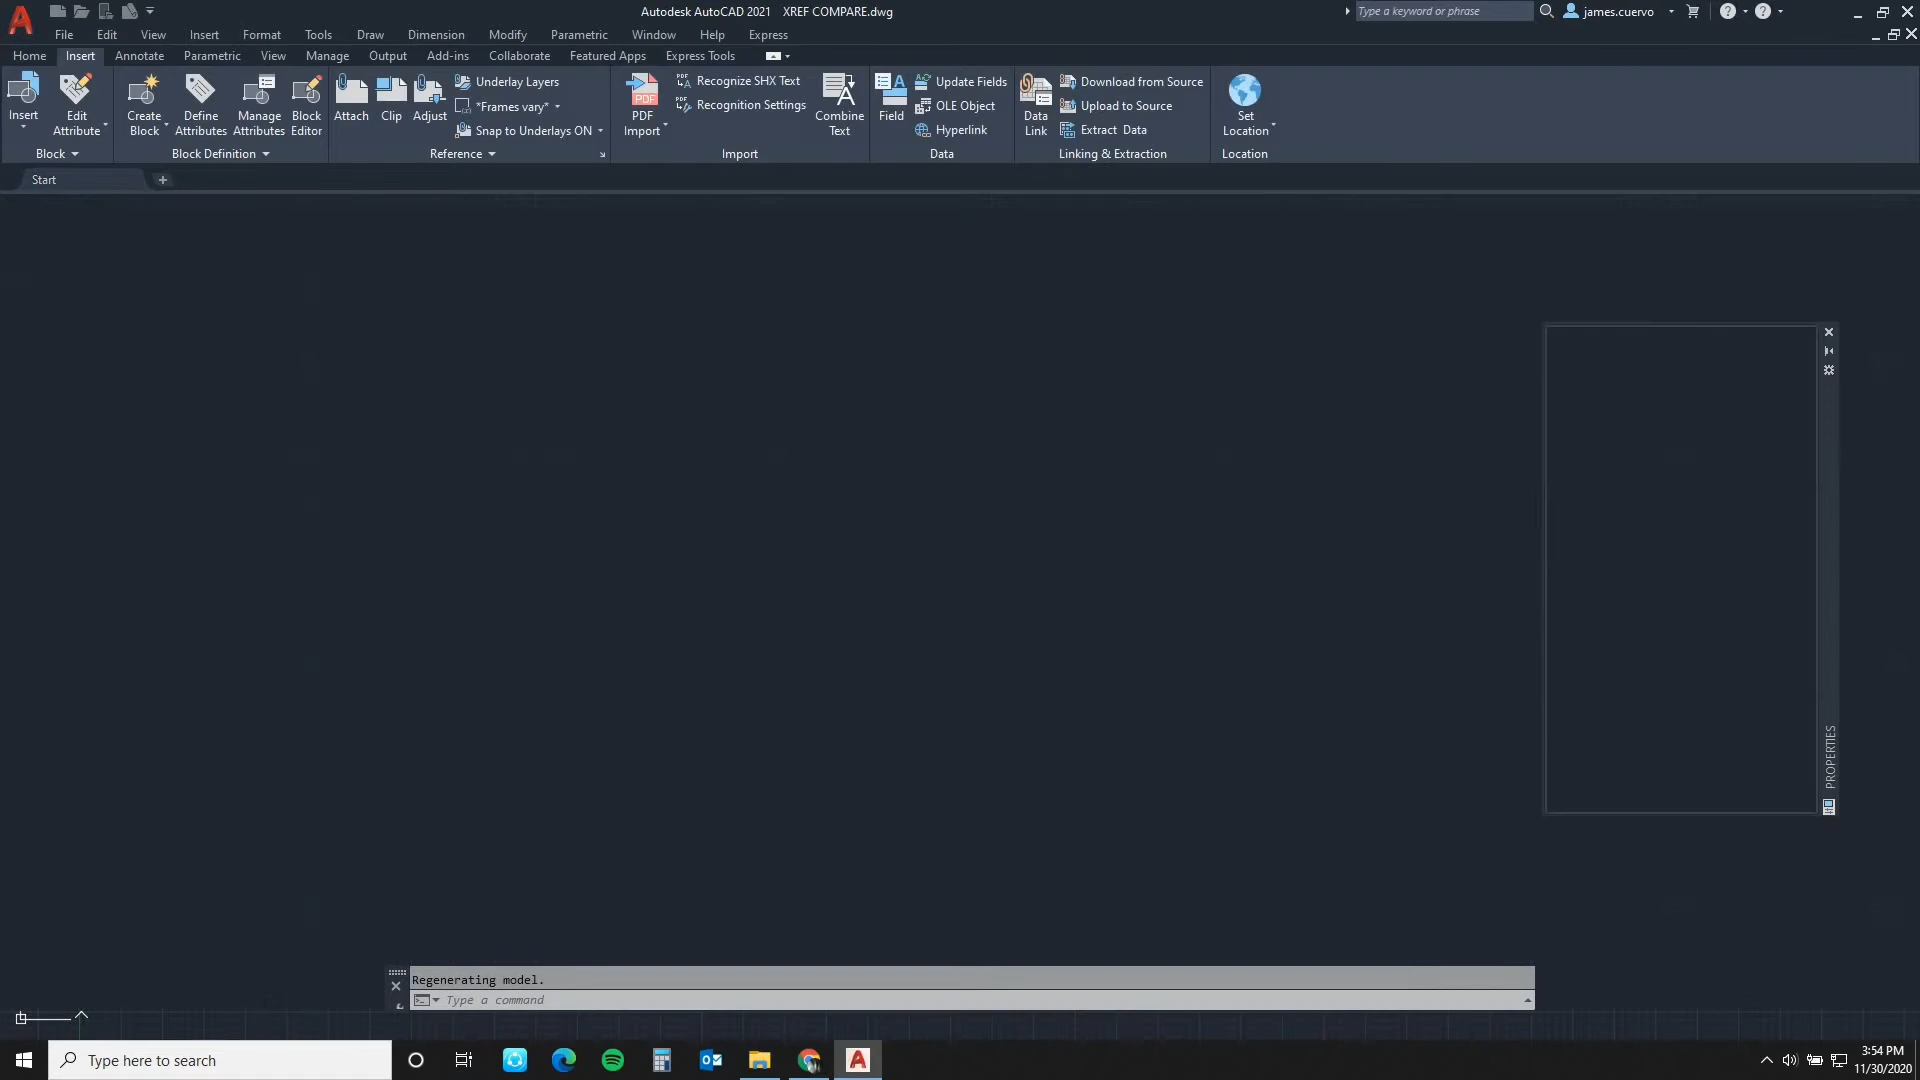 Autodesk AutoCAD 2021 XREF COMPARE.dwg
Type a keyword or phrase
james.cuervo
File Edit View Insert Format Tools Draw Dimension Modify Parametric Window Help Express
Home Insert Annotate Parametric View Manage Output Add-ins Collaborate Featured Apps Express Tools
Insert
Edit
Attribute
Block
Create
Block
Define
Attributes
Manage
Attributes
Block
Editor
Block Definition
Attach
Clip
Adjust
Underlay Layers
*Frames vary*
Snap to Underlays ON
Reference
PDF
PDF
Import
Recognize SHX Text
Recognition Settings
Combine
Text
Import
Field
Update Fields
OLE Object
Hyperlink
Data
Data
Link
Download from Source
Upload to Source
Extract Data
Linking & Extraction
Set
Location
Location
Start
PROPERTIES
Regenerating model.
Type a command
Type here to search
3:54 PM
11/30/2020